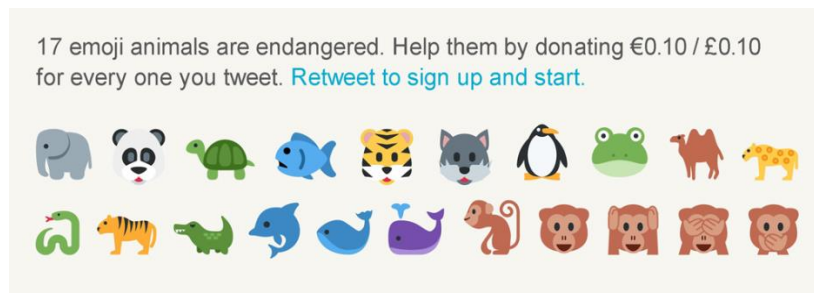 17 emoji animals are endangered. Help them by donating €0.10 / £0.10
for every one you tweet. Retweet to sign up and start.